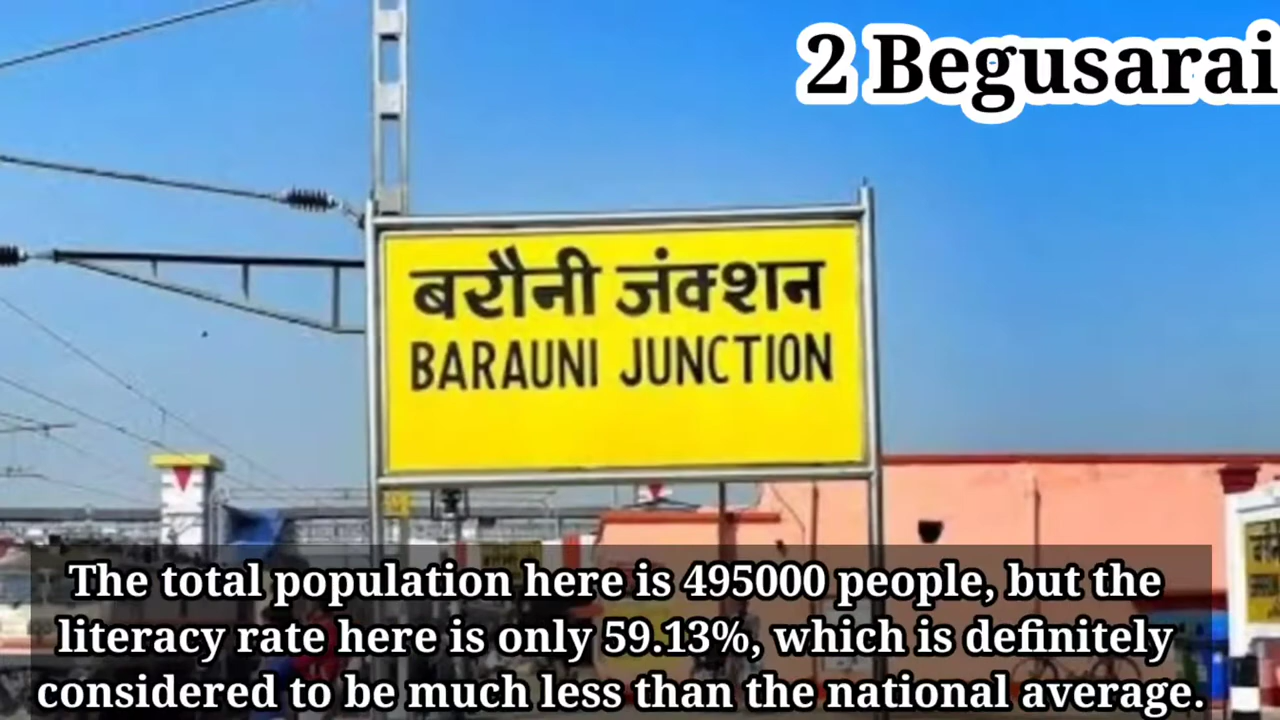 2 Begusarai
बरौनी जंक्शन
BARAUNI JUNCTION
The total population here is 495000 people, but the
literacy rate here is only 59.13%, which is definitely
considered to be much less than the national average.